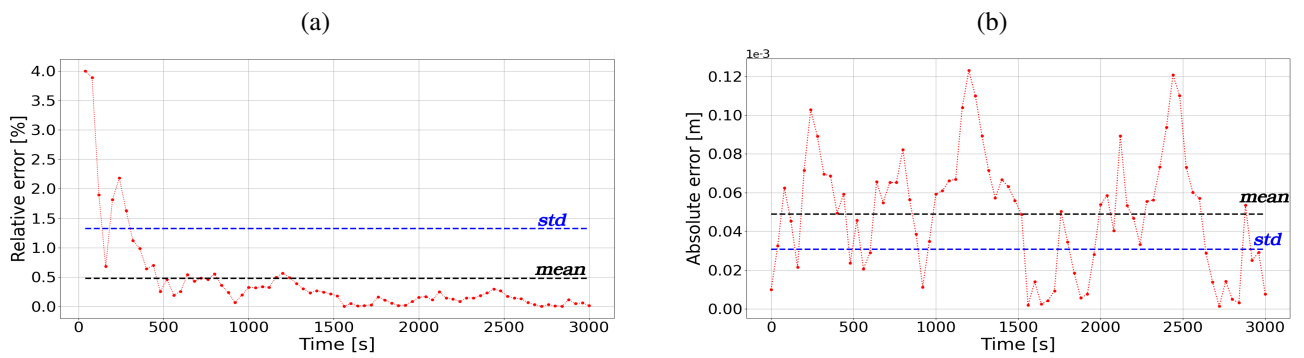 (a)
(b)
4.0
3.5
3.0
2.5
2.0
1.5
1.0
0.5
0.0
Relative error [%]
std
mean
0 500 1000 1500 2000 2500 3000
Time [s]
1e-3
0.12
0.10
0.08
0.06
0.04
0.02
0.00
Absolute error [m]
mean
std
0 500 1000 1500 2000 2500 3000
Time [s]